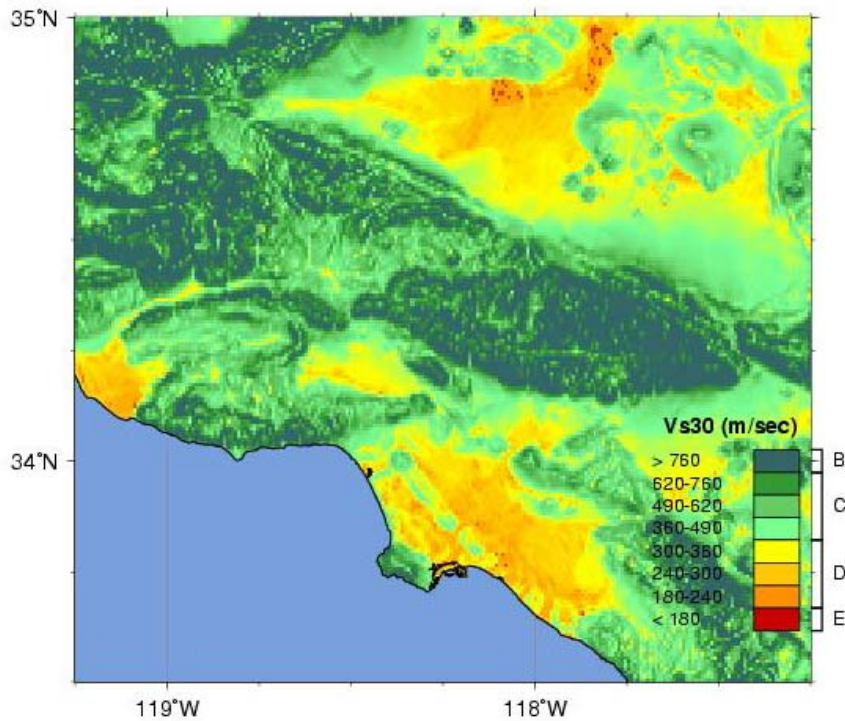 35°N
34°N
119°W
118°W
Vs30 (m/sec)
> 760
620-760
490-620
360-490
300-360
240-300
180-240
< 180
B
C
D
E